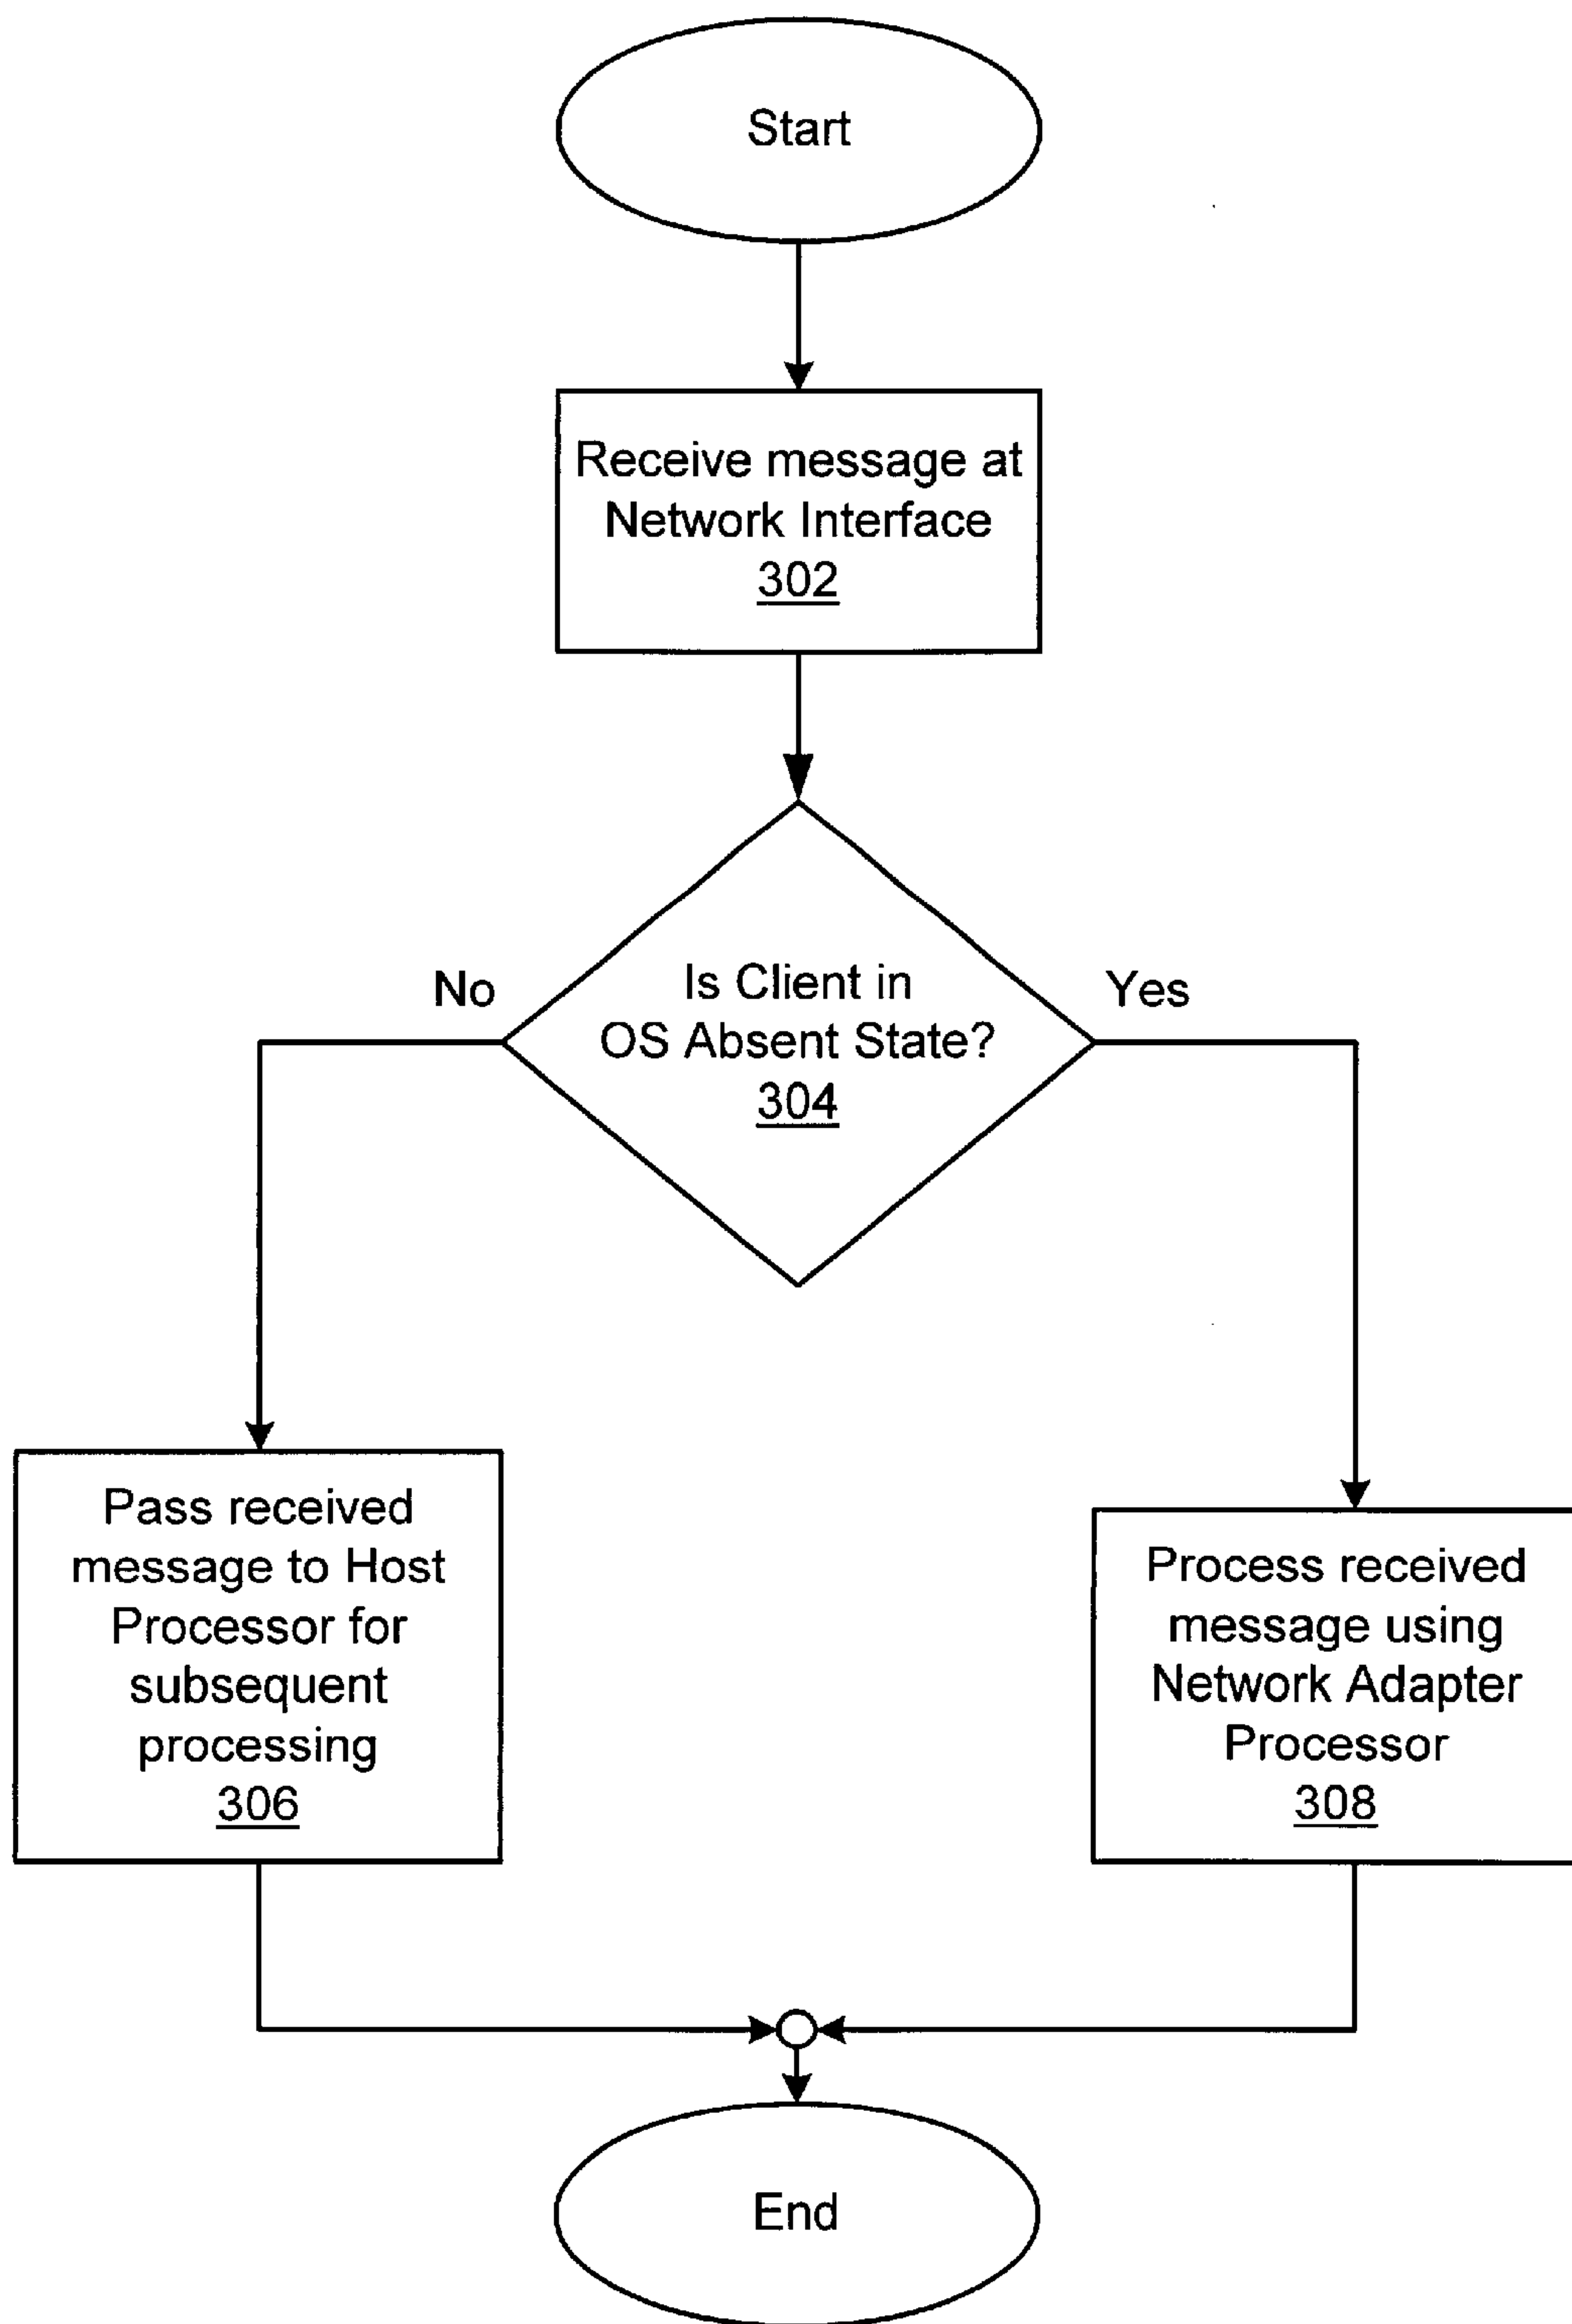 Start
Receive message at
Network Interface
302
No
Is Client in
OS Absent State?
304
Yes
Pass received
message to Host
Processor for
subsequent
processing
306
Process received
message using
Network Adapter
Processor
308
End